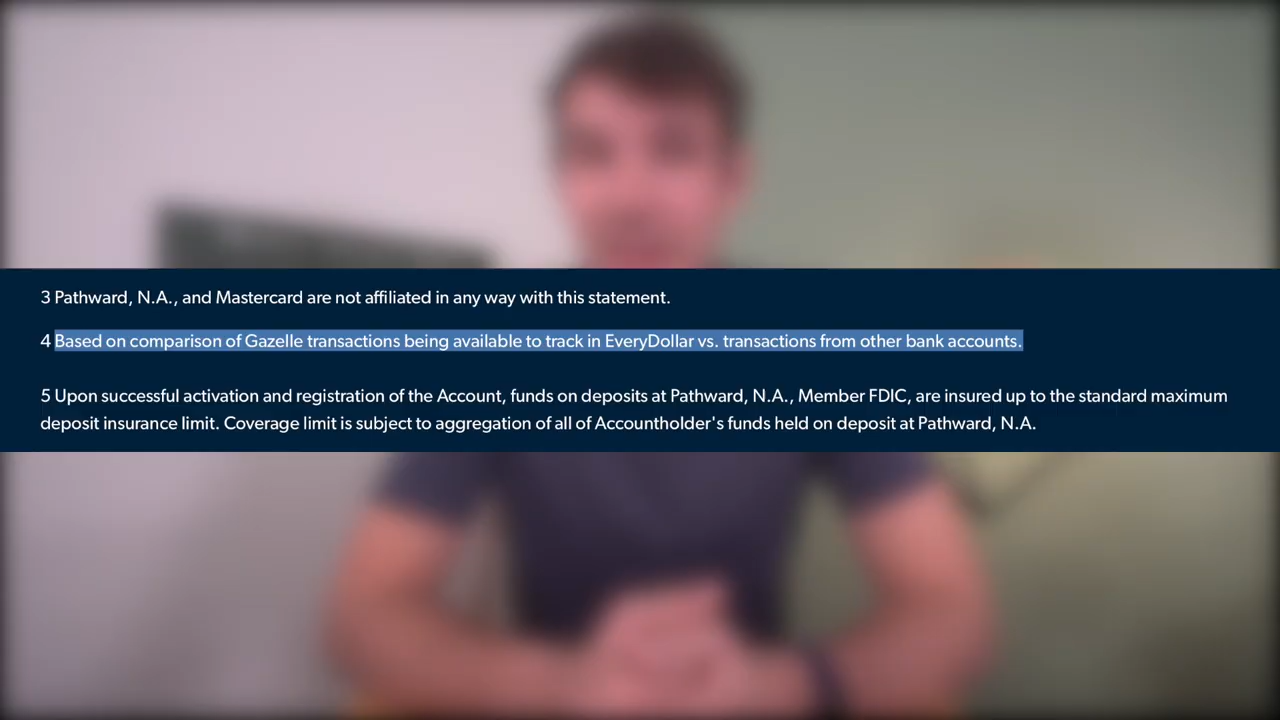 3 Pathward, N.A., and Mastercard are not affiliated in any way with this statement.
4 Based on comparison of Gazelle transactions being available to track in EveryDollar vs. transactions from other bank accounts.
5 Upon successful activation and registration of the Account, funds on deposits at Pathward, N.A., Member FDIC, are insured up to the standard maximum
deposit insurance limit. Coverage limit is subject to aggregation of all of Accountholder's funds held on deposit at Pathward, N.A.